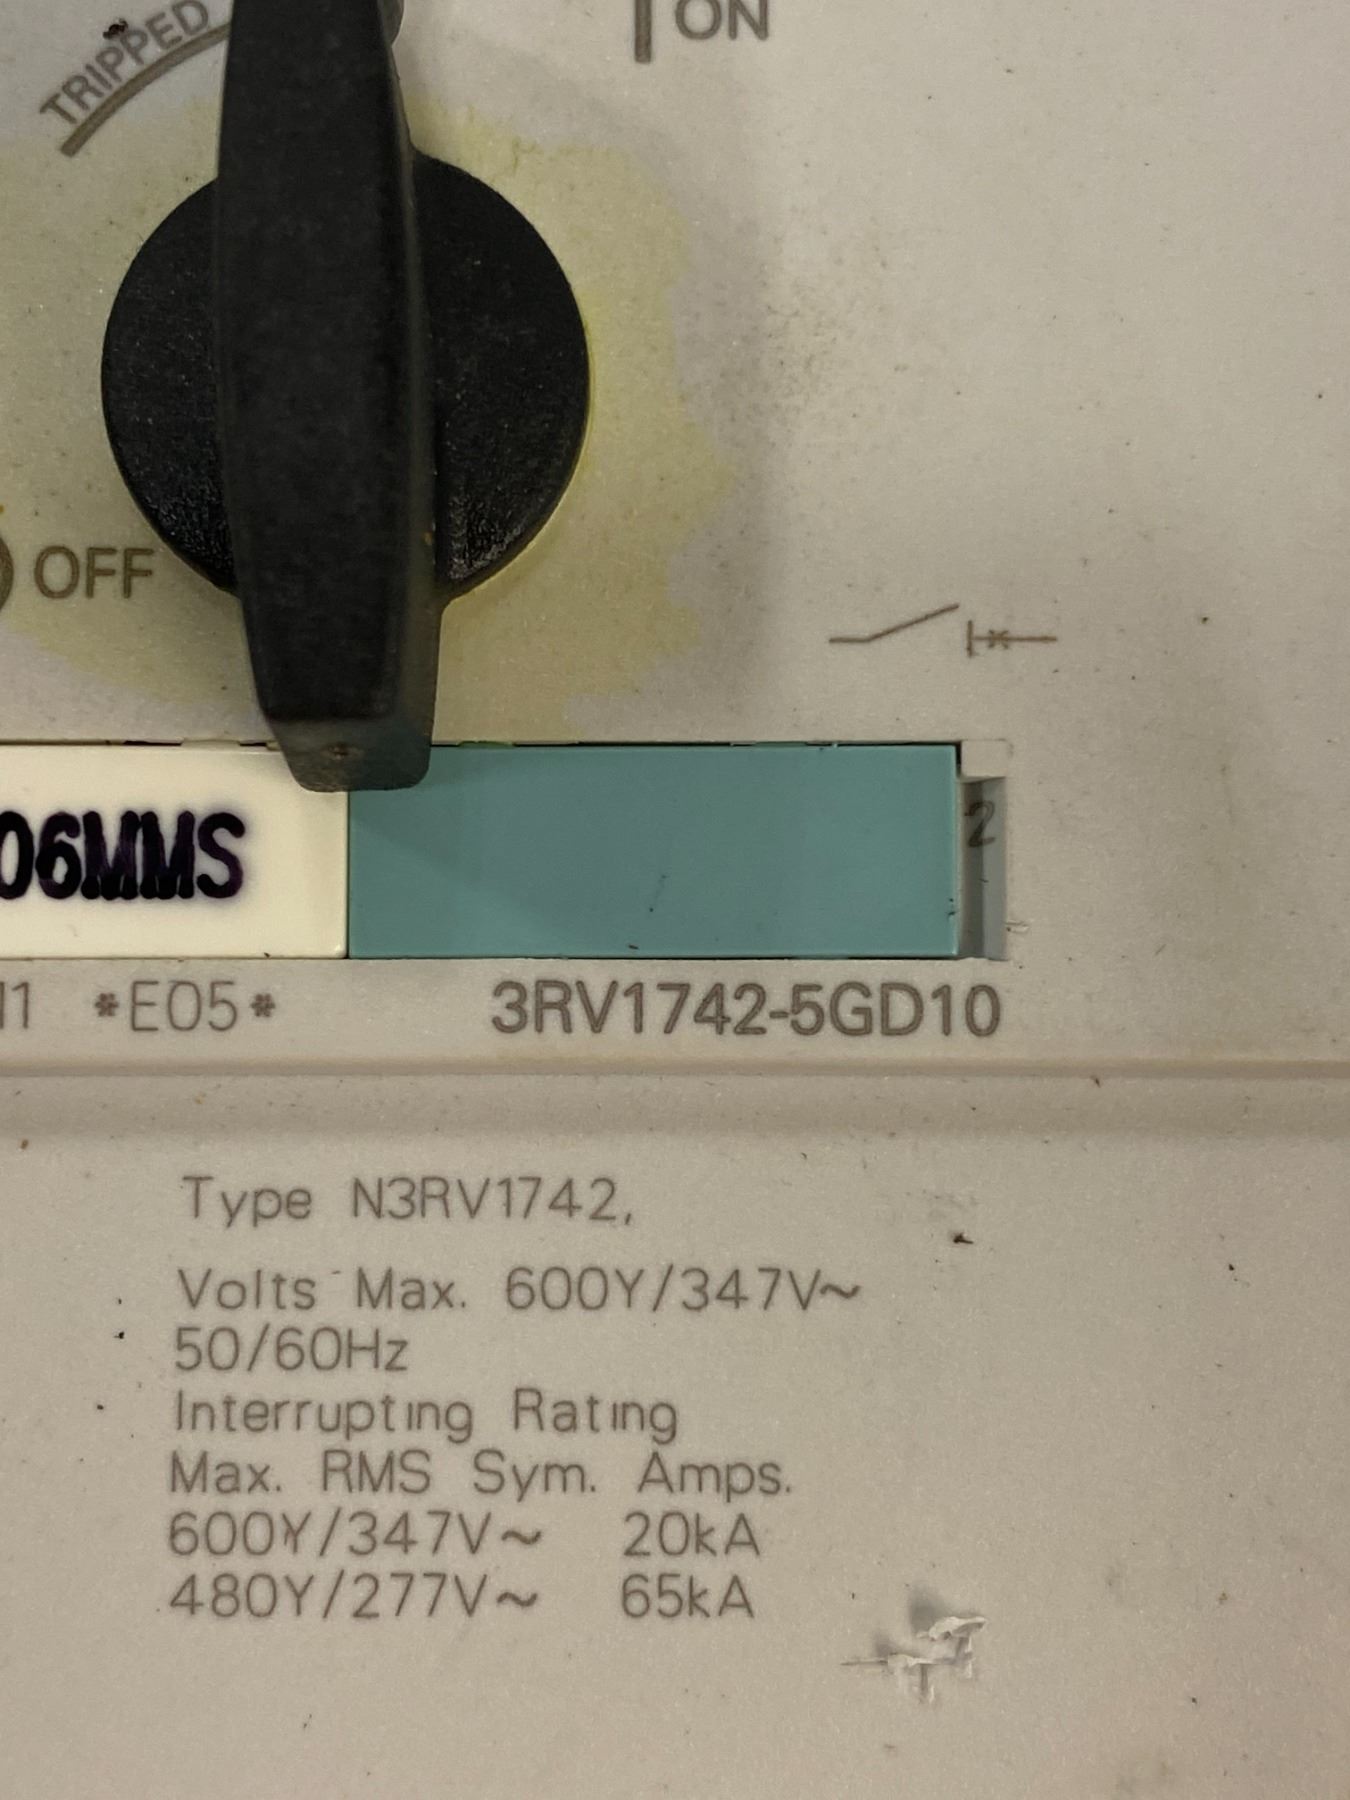 TRIPPED
ON
OFF
06MMS
2
*E05*
3RV1742-5GD10
Type N3RV1742,
Volts Max. 600Y/347V~
50/60Hz
Interrupting Rating
Max. RMS Sym. Amps.
600Y/347V~ 20kA
480Y/277V~ 65kA